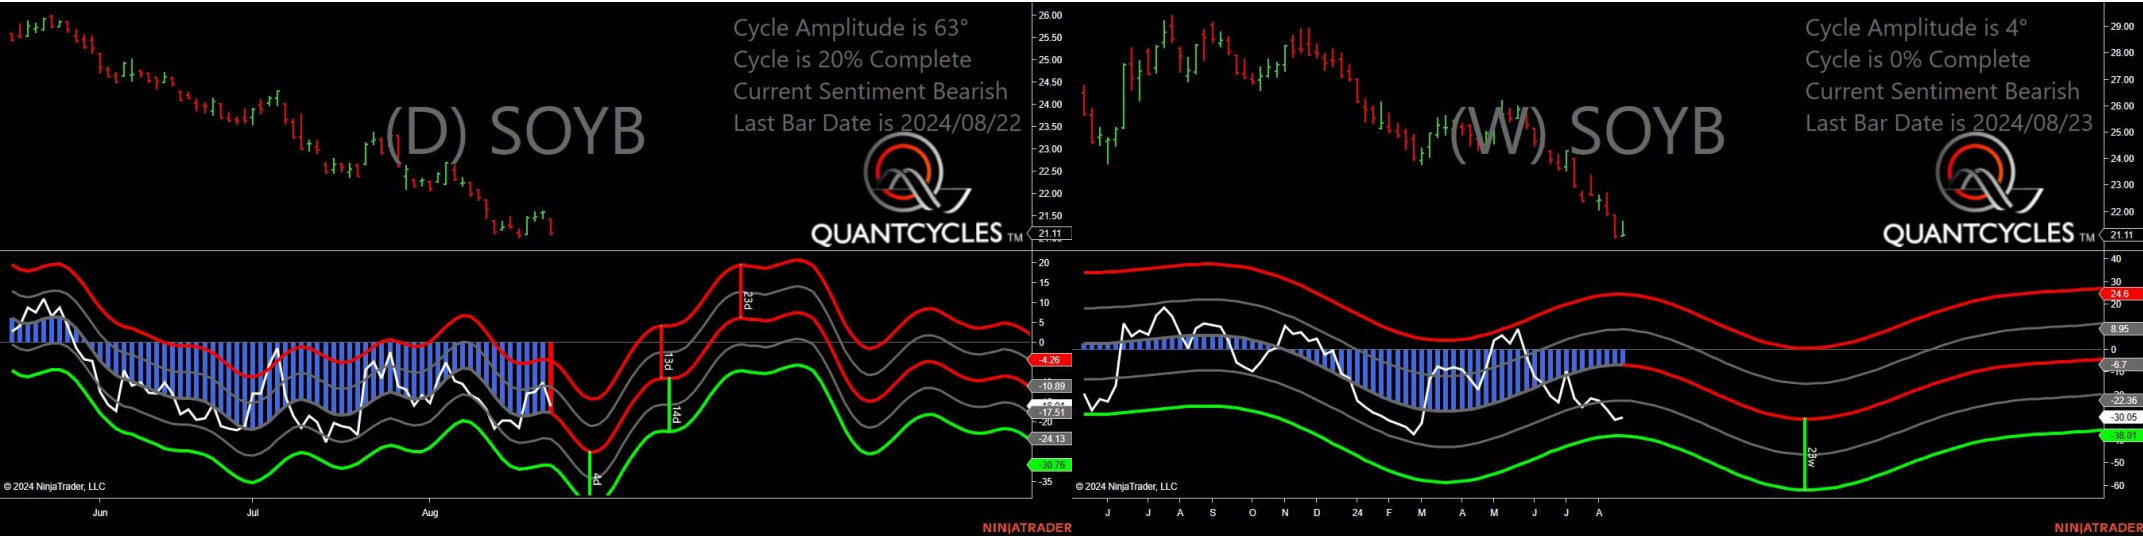 Cycle Amplitude is 63°
Cycle is 20% Complete
Current Sentiment Bearish
Last Bar Date is 2024/08/22
(D) SOYB
QUANTCYCLES TM
26.00
25.50
25.00
24.50
24.00
23.50
23.00
22.50
22.00
21.50
21.11
20
15
10
5
0
-4.26
-10.89
-17.51
-20
-24.13
-30.76
-35
23d
13d
14d
4d
© 2024 NinjaTrader, LLC
Jun Jul Aug
NINJATRADER
Cycle Amplitude is 4°
Cycle is 0% Complete
Current Sentiment Bearish
Last Bar Date is 2024/08/23
(W) SOYB
QUANTCYCLES TM
29.00
28.00
27.00
26.00
25.00
24.00
23.00
22.00
21.11
40
30
24.6
20
8.95
0
-6.7
-10
-22.36
-30.05
-38.01
-50
-60
23w
© 2024 NinjaTrader, LLC
J J A S O N D 24 F M A M J J A
NINJATRADER